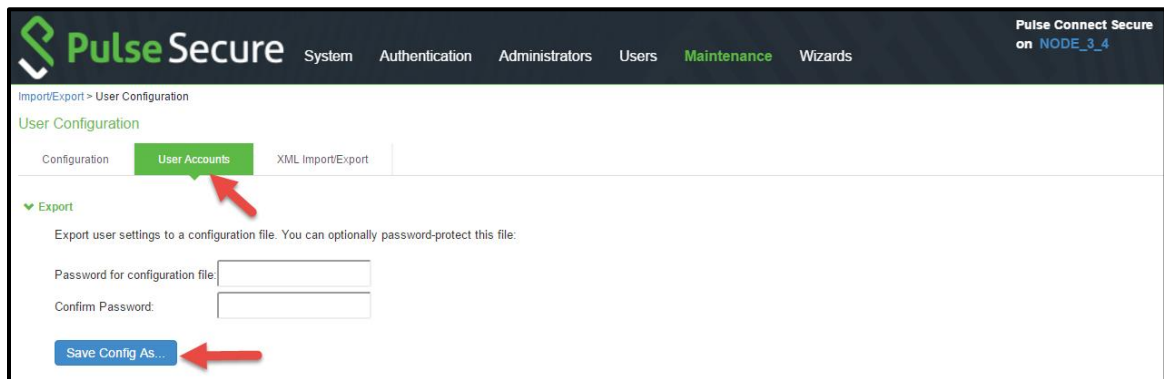 Pulse Secure System Authentication Administrators Users Maintenance Wizards
Pulse Connect Secure
on NODE_3_4
Import/Export > User Configuration
User Configuration
Configuration User Accounts XML Import/Export
Export
Export user settings to a configuration file. You can optionally password-protect this file:
Password for configuration file:
Confirm Password:
Save Config As...